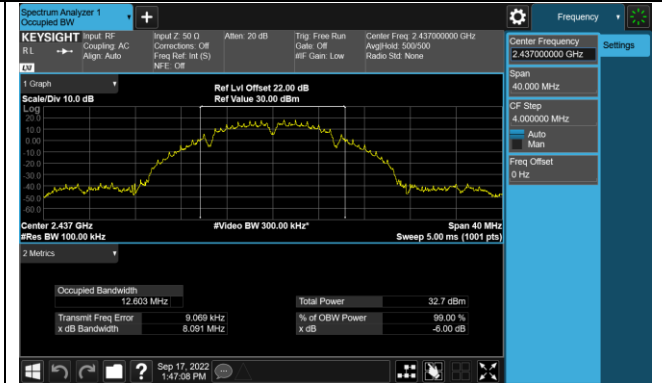 Spectrum Analyzer 1
Occupied BW
Frequency
KEYSIGHT
RL
Input: RF
Coupling: AC
Align: Auto
Input Z: 50 Ω
Corrections: Off
Freq Ref: Int (S)
NFE: Off
Atten: 20 dB
Trig: Free Run
Gate: Off
#IF Gain: Low
Center Freq: 2.437000000 GHz
Avg|Hold: 500/500
Radio Std: None
LXI
Center Frequency
2.437000000 GHz
Settings
Span
40.000 MHz
CF Step
4.000000 MHz
Auto
Man
Freq Offset
0 Hz
1 Graph
Scale/Div 10.0 dB
Ref Lvl Offset 22.00 dB
Ref Value 30.00 dBm
Log
20.0
10.0
0.00
-10.0
-20.0
-30.0
-40.0
-50.0
-60.0
Center 2.437 GHz
#Res BW 100.00 kHz
#Video BW 300.00 kHz*
Span 40 MHz
Sweep 5.00 ms (1001 pts)
2 Metrics
Occupied Bandwidth
12.603 MHz
Total Power 32.7 dBm
Transmit Freq Error 9.069 kHz
% of OBW Power 99.00 %
x dB Bandwidth 8.091 MHz
x dB -6.00 dB
Sep 17, 2022
1:47:08 PM